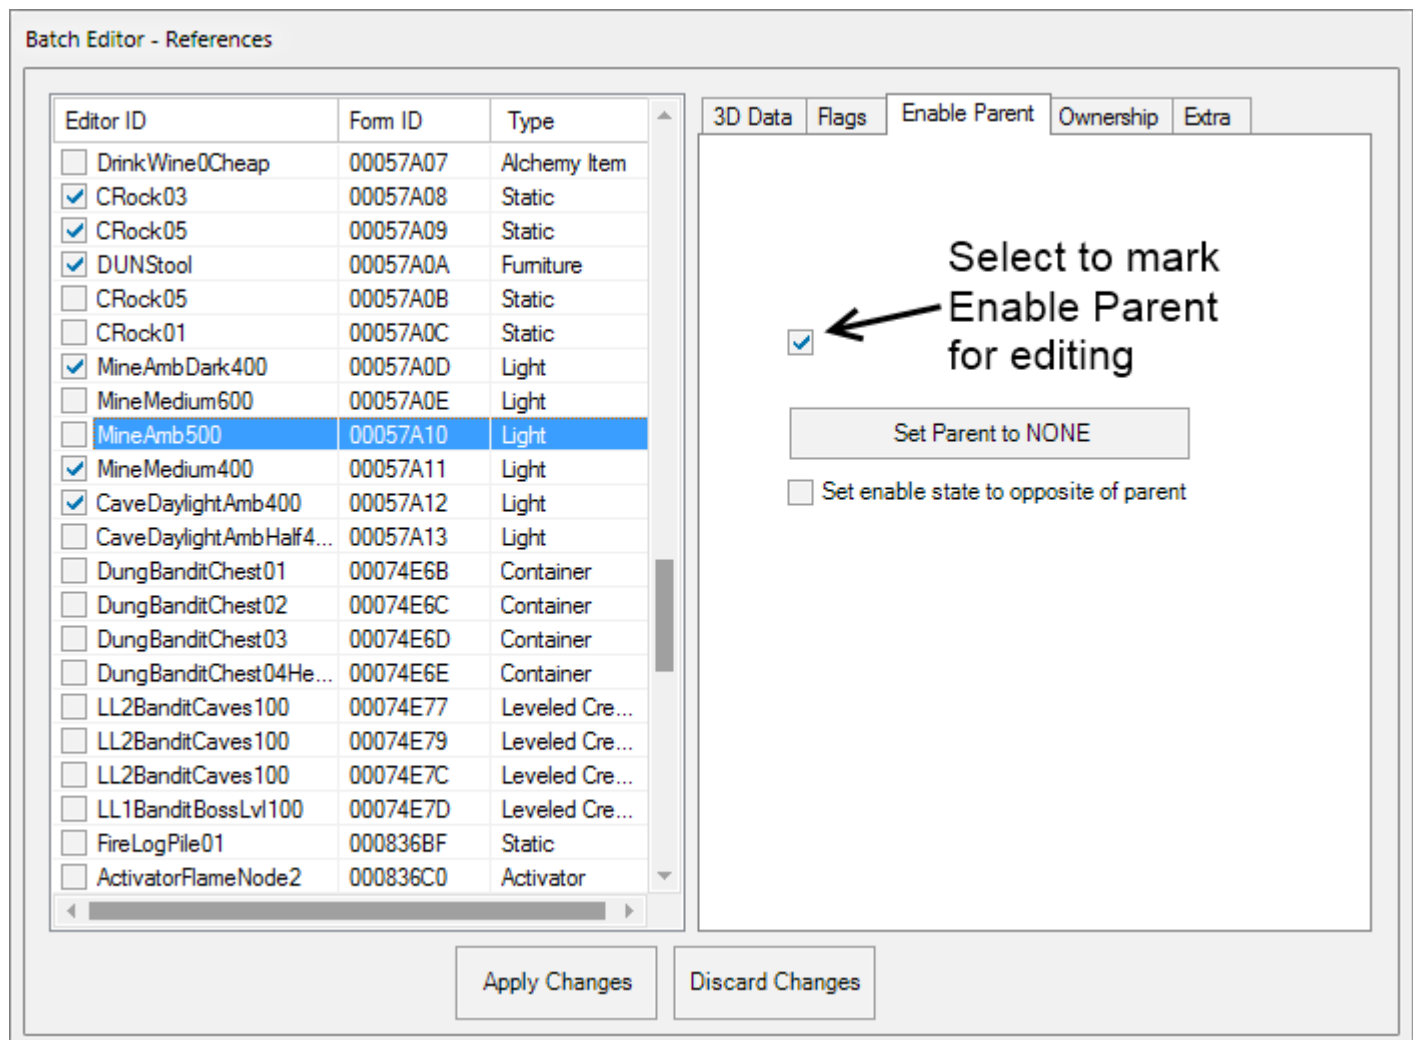 Batch Editor - References
Editor ID Form ID Type
DrinkWine0Cheap 00057A07 Alchemy Item
CRock03 00057A08 Static
CRock05 00057A09 Static
DUNStool 00057A0A Furniture
CRock05 00057A0B Static
CRock01 00057A0C Static
MineAmbDark400 00057A0D Light
MineMedium600 00057A0E Light
MineAmb500 00057A10 Light
MineMedium400 00057A11 Light
CaveDaylightAmb400 00057A12 Light
CaveDaylightAmbHalf4... 00057A13 Light
DungBanditChest01 00074E6B Container
DungBanditChest02 00074E6C Container
DungBanditChest03 00074E6D Container
DungBanditChest04He... 00074E6E Container
LL2BanditCaves100 00074E77 Leveled Cre...
LL2BanditCaves100 00074E79 Leveled Cre...
LL2BanditCaves100 00074E7C Leveled Cre...
LL1BanditBossLvl100 00074E7D Leveled Cre...
FireLogPile01 000836BF Static
ActivatorFlameNode2 000836C0 Activator
3D Data Flags Enable Parent Ownership Extra
Select to mark
Enable Parent
for editing
Set Parent to NONE
Set enable state to opposite of parent
Apply Changes Discard Changes